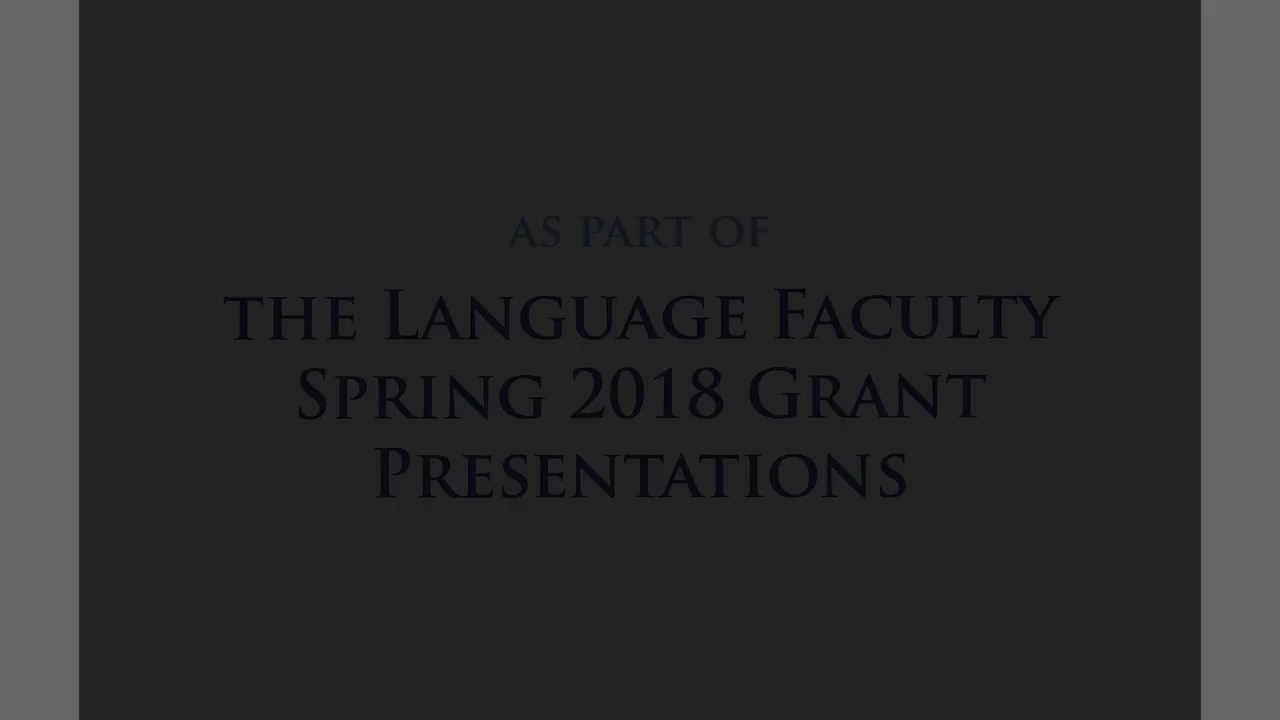 as part of
the Language Faculty
Spring 2018 Grant
Presentations